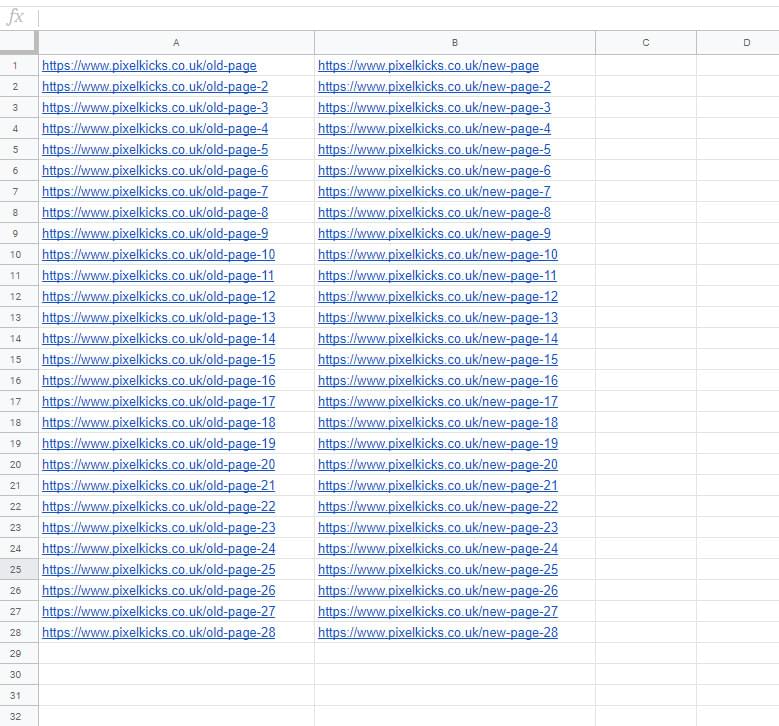 fx
A B C D
1 https://www.pixelkicks.co.uk/old-page https://www.pixelkicks.co.uk/new-page
2 https://www.pixelkicks.co.uk/old-page-2 https://www.pixelkicks.co.uk/new-page-2
3 https://www.pixelkicks.co.uk/old-page-3 https://www.pixelkicks.co.uk/new-page-3
4 https://www.pixelkicks.co.uk/old-page-4 https://www.pixelkicks.co.uk/new-page-4
5 https://www.pixelkicks.co.uk/old-page-5 https://www.pixelkicks.co.uk/new-page-5
6 https://www.pixelkicks.co.uk/old-page-6 https://www.pixelkicks.co.uk/new-page-6
7 https://www.pixelkicks.co.uk/old-page-7 https://www.pixelkicks.co.uk/new-page-7
8 https://www.pixelkicks.co.uk/old-page-8 https://www.pixelkicks.co.uk/new-page-8
9 https://www.pixelkicks.co.uk/old-page-9 https://www.pixelkicks.co.uk/new-page-9
10 https://www.pixelkicks.co.uk/old-page-10 https://www.pixelkicks.co.uk/new-page-10
11 https://www.pixelkicks.co.uk/old-page-11 https://www.pixelkicks.co.uk/new-page-11
12 https://www.pixelkicks.co.uk/old-page-12 https://www.pixelkicks.co.uk/new-page-12
13 https://www.pixelkicks.co.uk/old-page-13 https://www.pixelkicks.co.uk/new-page-13
14 https://www.pixelkicks.co.uk/old-page-14 https://www.pixelkicks.co.uk/new-page-14
15 https://www.pixelkicks.co.uk/old-page-15 https://www.pixelkicks.co.uk/new-page-15
16 https://www.pixelkicks.co.uk/old-page-16 https://www.pixelkicks.co.uk/new-page-16
17 https://www.pixelkicks.co.uk/old-page-17 https://www.pixelkicks.co.uk/new-page-17
18 https://www.pixelkicks.co.uk/old-page-18 https://www.pixelkicks.co.uk/new-page-18
19 https://www.pixelkicks.co.uk/old-page-19 https://www.pixelkicks.co.uk/new-page-19
20 https://www.pixelkicks.co.uk/old-page-20 https://www.pixelkicks.co.uk/new-page-20
21 https://www.pixelkicks.co.uk/old-page-21 https://www.pixelkicks.co.uk/new-page-21
22 https://www.pixelkicks.co.uk/old-page-22 https://www.pixelkicks.co.uk/new-page-22
23 https://www.pixelkicks.co.uk/old-page-23 https://www.pixelkicks.co.uk/new-page-23
24 https://www.pixelkicks.co.uk/old-page-24 https://www.pixelkicks.co.uk/new-page-24
25 https://www.pixelkicks.co.uk/old-page-25 https://www.pixelkicks.co.uk/new-page-25
26 https://www.pixelkicks.co.uk/old-page-26 https://www.pixelkicks.co.uk/new-page-26
27 https://www.pixelkicks.co.uk/old-page-27 https://www.pixelkicks.co.uk/new-page-27
28 https://www.pixelkicks.co.uk/old-page-28 https://www.pixelkicks.co.uk/new-page-28
29
30
31
32